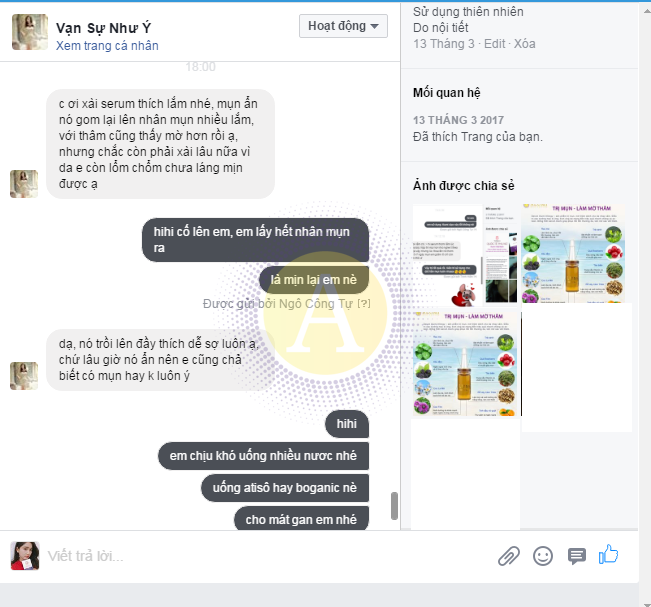 Vạn Sự Như Ý
Xem trang cá nhân
Hoạt động
18:00
c ơi xài serum thích lắm nhé, mụn ẩn
nó gom lại lên nhân mụn nhiều lắm,
với thâm cũng thấy mờ hơn rồi ạ,
nhưng chắc còn phải xài lâu nữa vì
da e còn lổm chổm chưa láng mịn
được ạ
hihi cố lên em, em lấy hết nhân mụn
ra
là mịn lại em nè
Được gửi bởi Ngô Công Tự [?]
dạ, nó trồi lên đầy thích dễ sợ luôn ạ,
chứ lâu giờ nó ẩn nên e cũng chả
biết có mụn hay k luôn ý
hihi
em chịu khó uống nhiều nươc nhé
uống atisô hay boganic nè
cho mát gan em nhé
Viết trả lời...
A
Sử dụng thiên nhiên
Do nội tiết
13 Tháng 3 · Edit · Xóa
Mối quan hệ
13 THÁNG 3 2017
Đã thích Trang của bạn.
Ảnh được chia sẻ
TRỊ MỤN - LÀM MỜ THÂM
TRỊ MỤN - LÀM MỜ THÂM